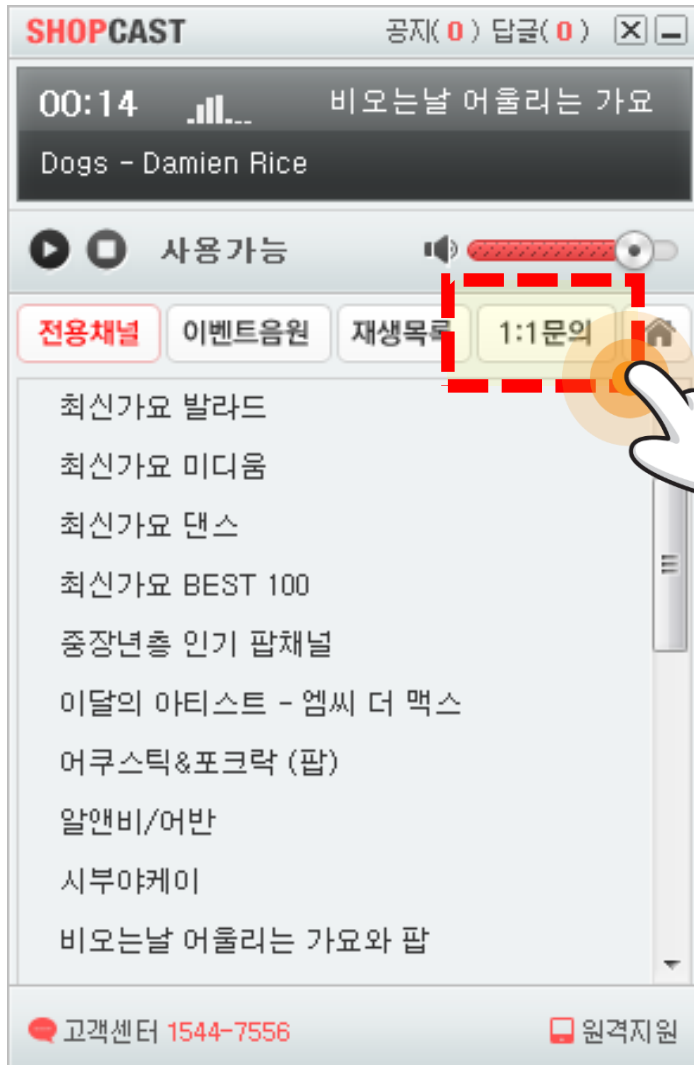 SHOPCAST 공지( 0 ) 답글( 0 )
00:14 비오는날 어울리는 가요
Dogs - Damien Rice
사용가능
전용채널 이벤트음원 재생목록 1:1문의
최신가요 발라드
최신가요 미디움
최신가요 댄스
최신가요 BEST 100
중장년층 인기 팝채널
이달의 아티스트 - 엠씨 더 맥스
어쿠스틱&포크락 (팝)
알앤비/어반
시부야케이
비오는날 어울리는 가요와 팝
고객센터 1544-7556 원격지원